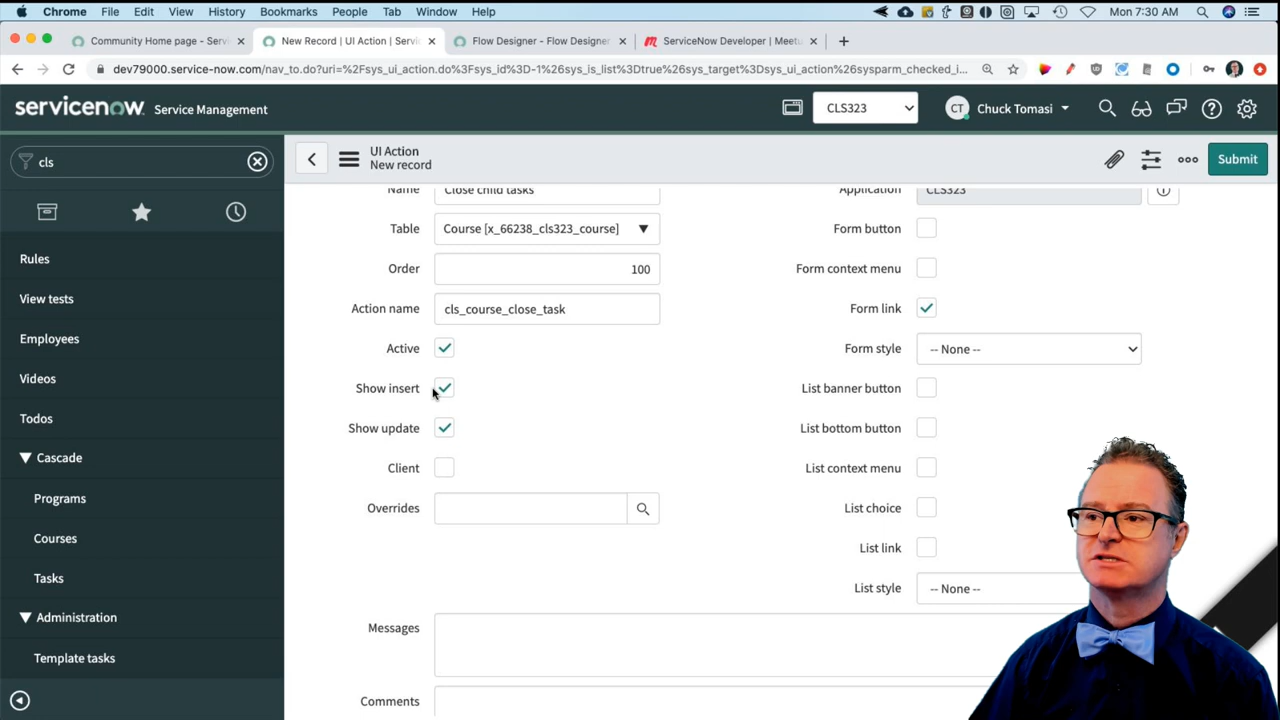 Chrome File Edit View History Bookmarks People Tab Window Help Mon 7:30 AM
Community Home page - Serv New Record | UI Action | Servic Flow Designer - Flow Designer ServiceNow Developer | Meetu
dev79000.service-now.com/nav_to.do?uri=%2Fsys_ui_action.do%3Fsys_id%3D-1%26sys_is_list%3Dtrue%26sys_target%3Dsys_ui_action%26sysparm_checked_i...
servicenow Service Management CLS323 CT Chuck Tomasi
cls
UI Action
New record
Submit
Name Close child tasks Application CLS323
Table Course [x_66238_cls323_course] Form button
Order 100 Form context menu
Action name cls_course_close_task Form link
Active Form style -- None --
Show insert List banner button
Show update List bottom button
Client List context menu
Overrides List choice
List link
List style -- None --
Messages
Comments
Rules
View tests
Employees
Videos
Todos
Cascade
Programs
Courses
Tasks
Administration
Template tasks